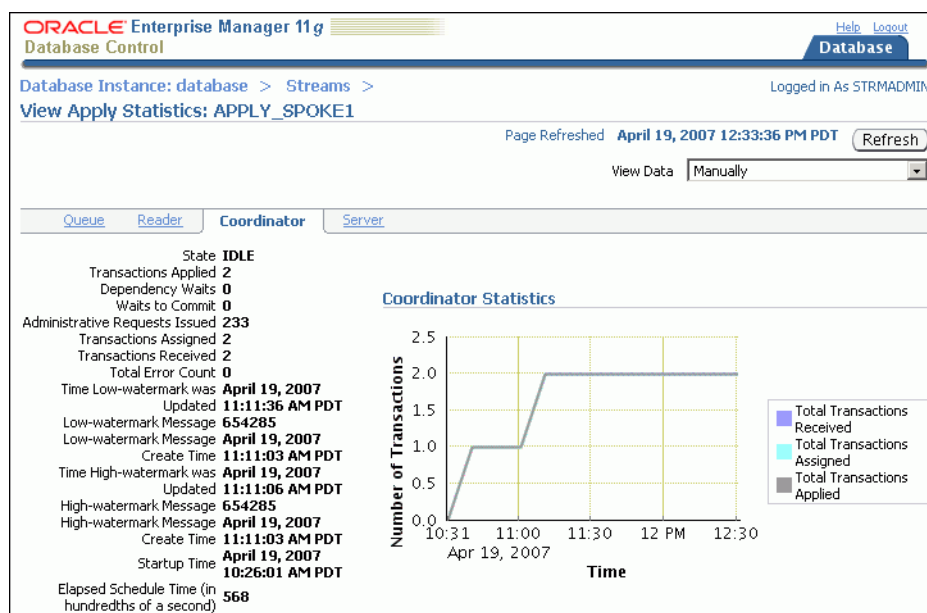 ORACLE Enterprise Manager 11g
Database Control
Help Logout
Database
Database Instance: database > Streams >
Logged in As STRMADMIN
View Apply Statistics: APPLY_SPOKE1
Page Refreshed April 19, 2007 12:33:36 PM PDT Refresh
View Data Manually
Queue Reader Coordinator Server
State IDLE
Transactions Applied 2
Dependency Waits 0
Waits to Commit 0
Administrative Requests Issued 233
Transactions Assigned 2
Transactions Received 2
Total Error Count 0
Time Low-watermark was April 19, 2007
Updated 11:11:36 AM PDT
Low-watermark Message 654285
Low-watermark Message April 19, 2007
Create Time 11:11:03 AM PDT
Time High-watermark was April 19, 2007
Updated 11:11:06 AM PDT
High-watermark Message 654285
High-watermark Message April 19, 2007
Create Time 11:11:03 AM PDT
Startup Time April 19, 2007
10:26:01 AM PDT
Elapsed Schedule Time (in
hundredths of a second) 568
Coordinator Statistics
Number of Transactions
2.5
2.0
1.5
1.0
0.5
0.0
10:31 11:00 11:30 12 PM 12:30
Apr 19, 2007
Time
Total Transactions
Received
Total Transactions
Assigned
Total Transactions
Applied